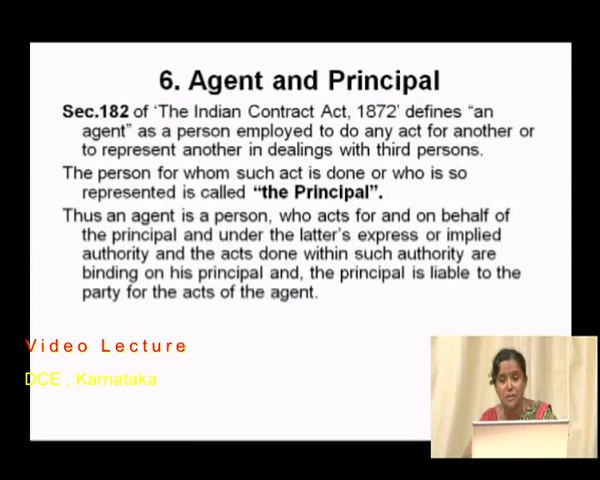 6. Agent and Principal
Sec.182 of ‘The Indian Contract Act, 1872’ defines “an
agent” as a person employed to do any act for another or
to represent another in dealings with third persons.
The person for whom such act is done or who is so
represented is called “the Principal”.
Thus an agent is a person, who acts for and on behalf of
the principal and under the latter’s express or implied
authority and the acts done within such authority are
binding on his principal and, the principal is liable to the
party for the acts of the agent.
Video Lecture
DCE , Karnataka